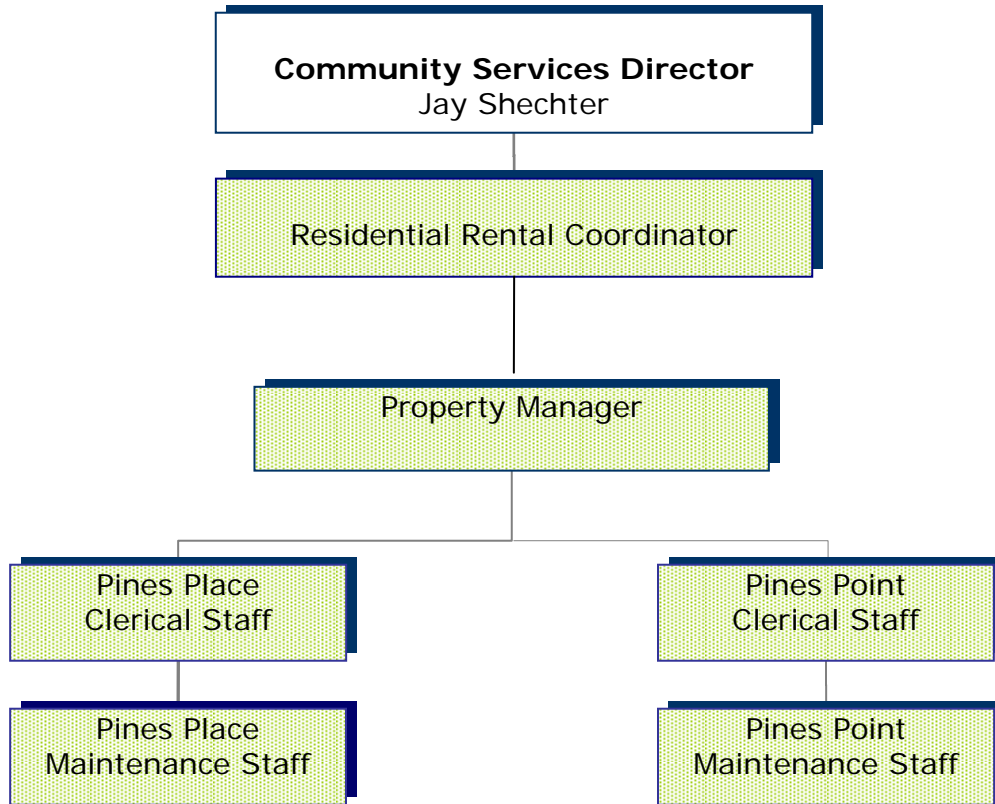 Community Services Director
Jay Shechter
Residential Rental Coordinator
Property Manager
Pines Place
Clerical Staff
Pines Point
Clerical Staff
Pines Place
Maintenance Staff
Pines Point
Maintenance Staff